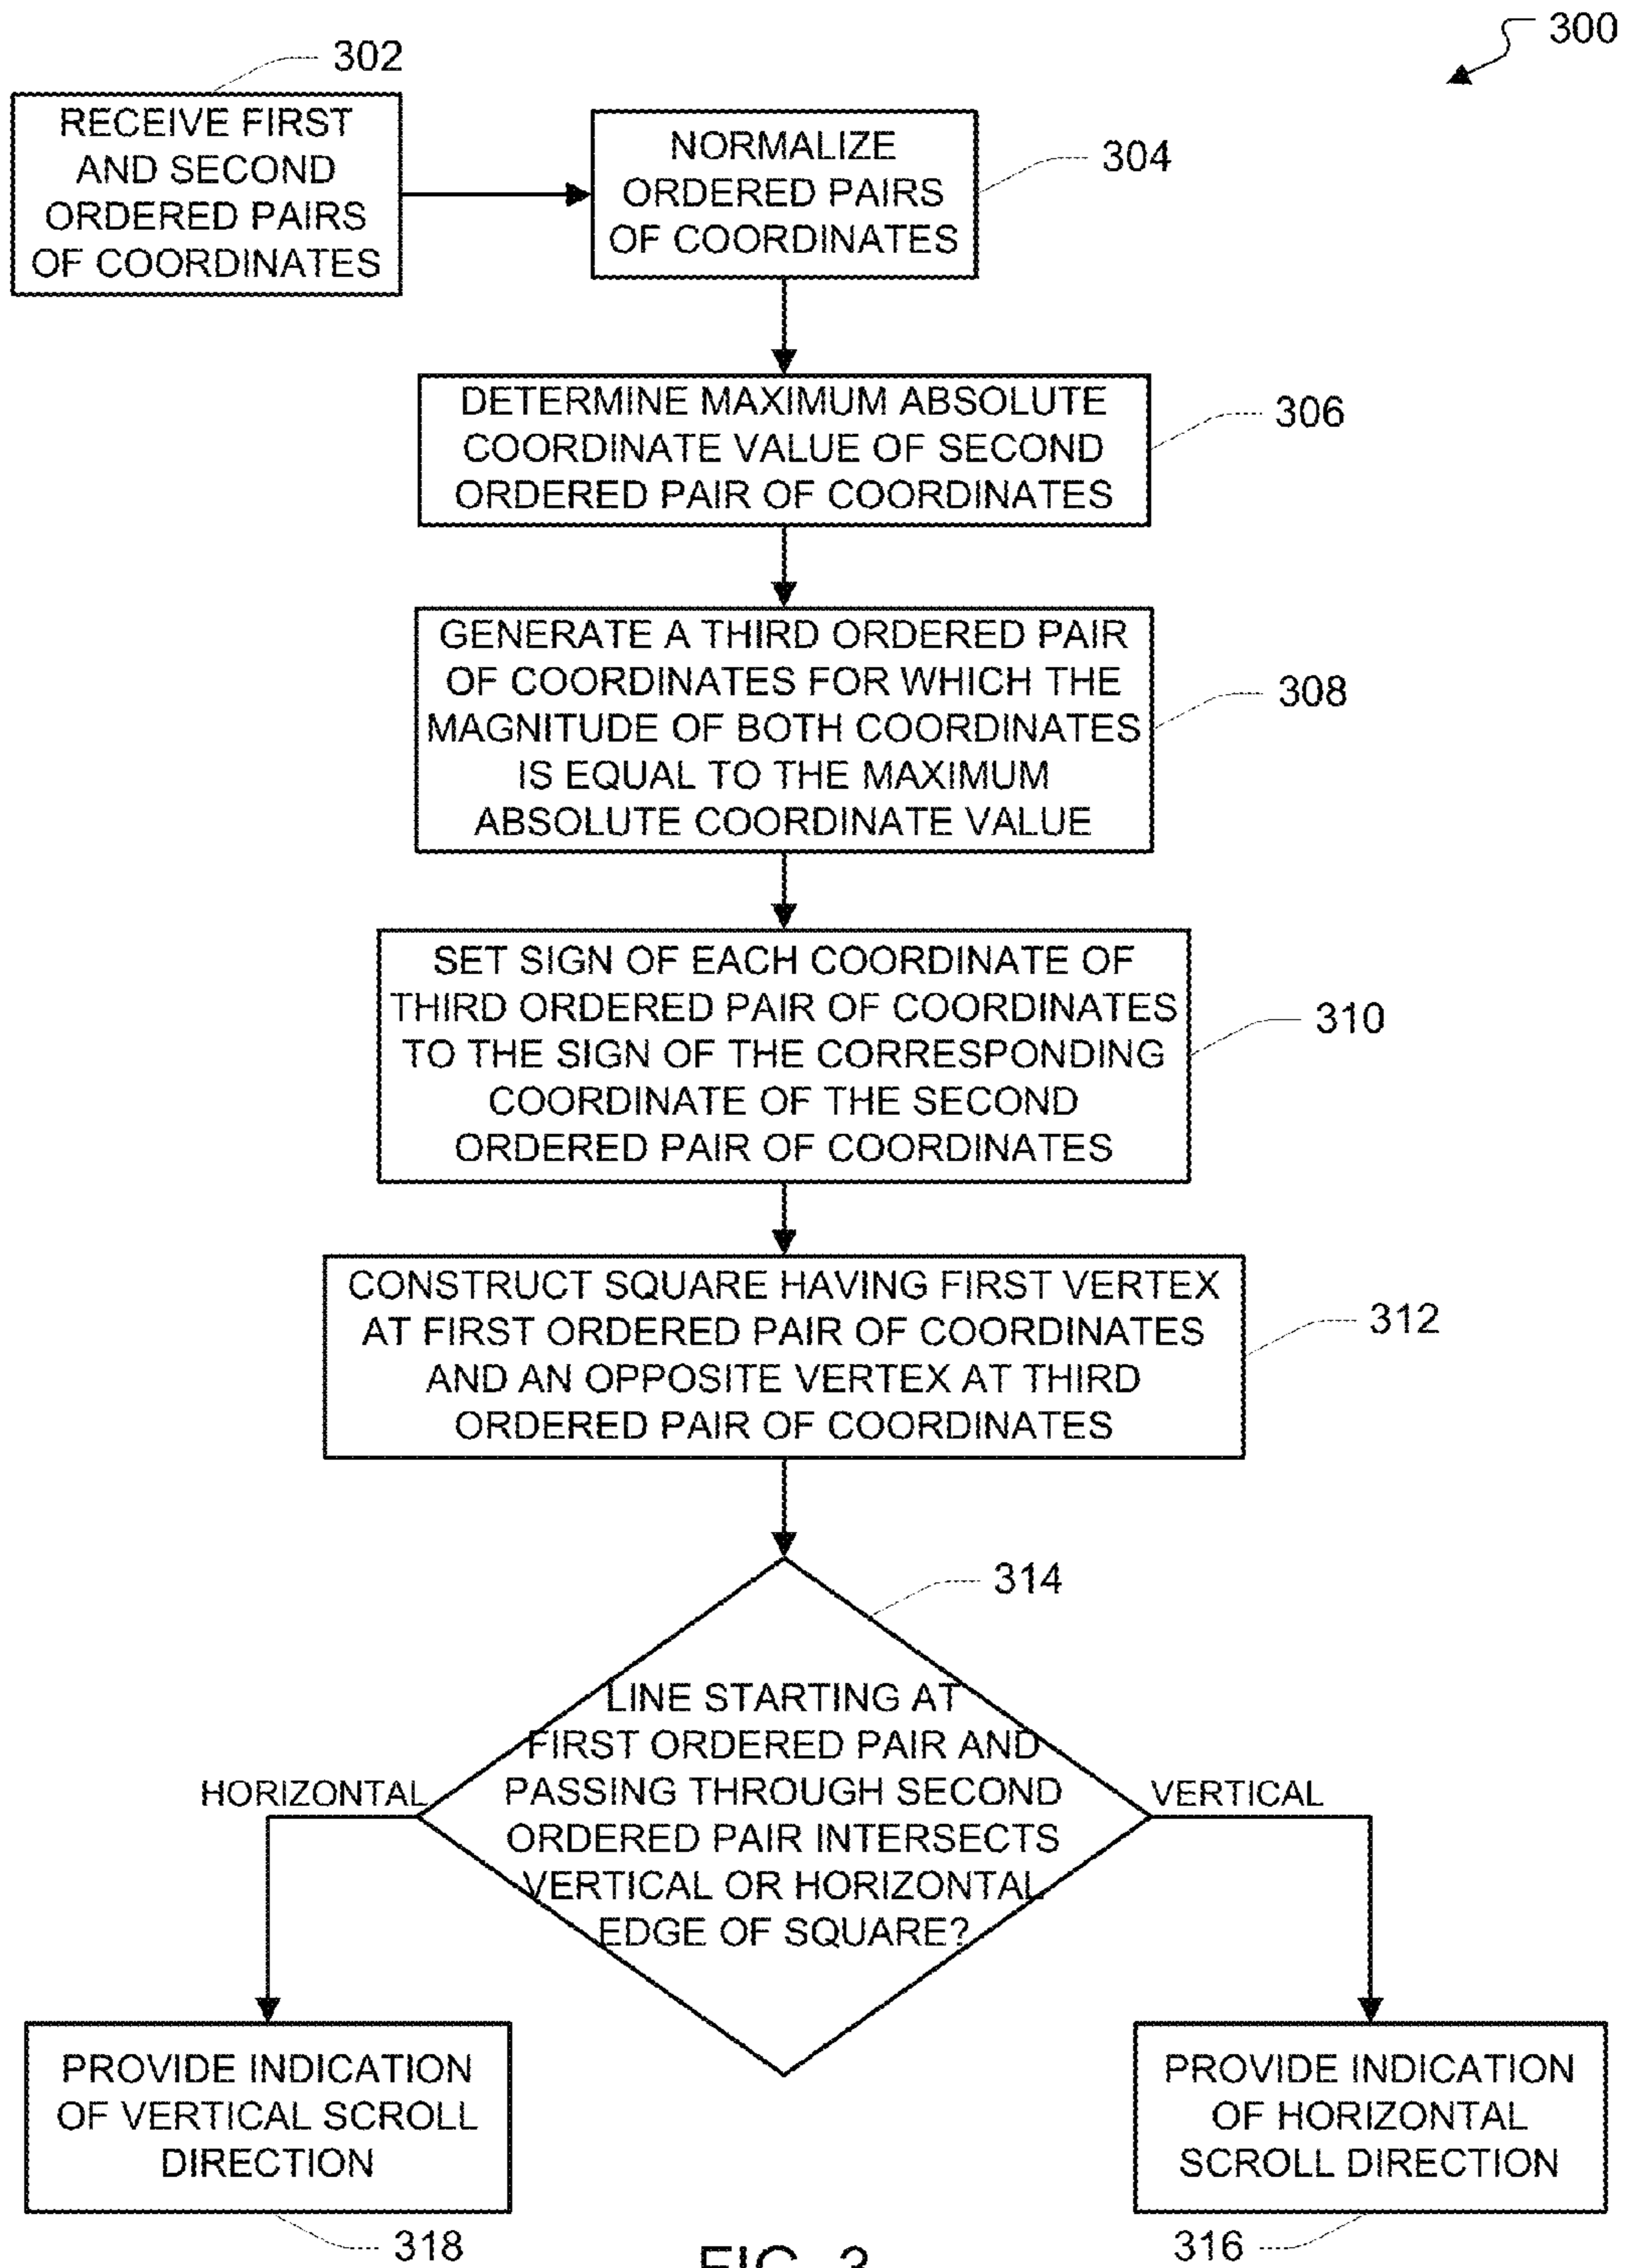 300
302
RECEIVE FIRST
AND SECOND
ORDERED PAIRS
OF COORDINATES
NORMALIZE
ORDERED PAIRS
OF COORDINATES
304
DETERMINE MAXIMUM ABSOLUTE
COORDINATE VALUE OF SECOND
ORDERED PAIR OF COORDINATES
306
GENERATE A THIRD ORDERED PAIR
OF COORDINATES FOR WHICH THE
MAGNITUDE OF BOTH COORDINATES
IS EQUAL TO THE MAXIMUM
ABSOLUTE COORDINATE VALUE
308
SET SIGN OF EACH COORDINATE OF
THIRD ORDERED PAIR OF COORDINATES
TO THE SIGN OF THE CORRESPONDING
COORDINATE OF THE SECOND
ORDERED PAIR OF COORDINATES
310
CONSTRUCT SQUARE HAVING FIRST VERTEX
AT FIRST ORDERED PAIR OF COORDINATES
AND AN OPPOSITE VERTEX AT THIRD
ORDERED PAIR OF COORDINATES
312
314
LINE STARTING AT
FIRST ORDERED PAIR AND
PASSING THROUGH SECOND
ORDERED PAIR INTERSECTS
VERTICAL OR HORIZONTAL
EDGE OF SQUARE?
HORIZONTAL
VERTICAL
PROVIDE INDICATION
OF VERTICAL SCROLL
DIRECTION
318
PROVIDE INDICATION
OF HORIZONTAL
SCROLL DIRECTION
316
FIG. 3